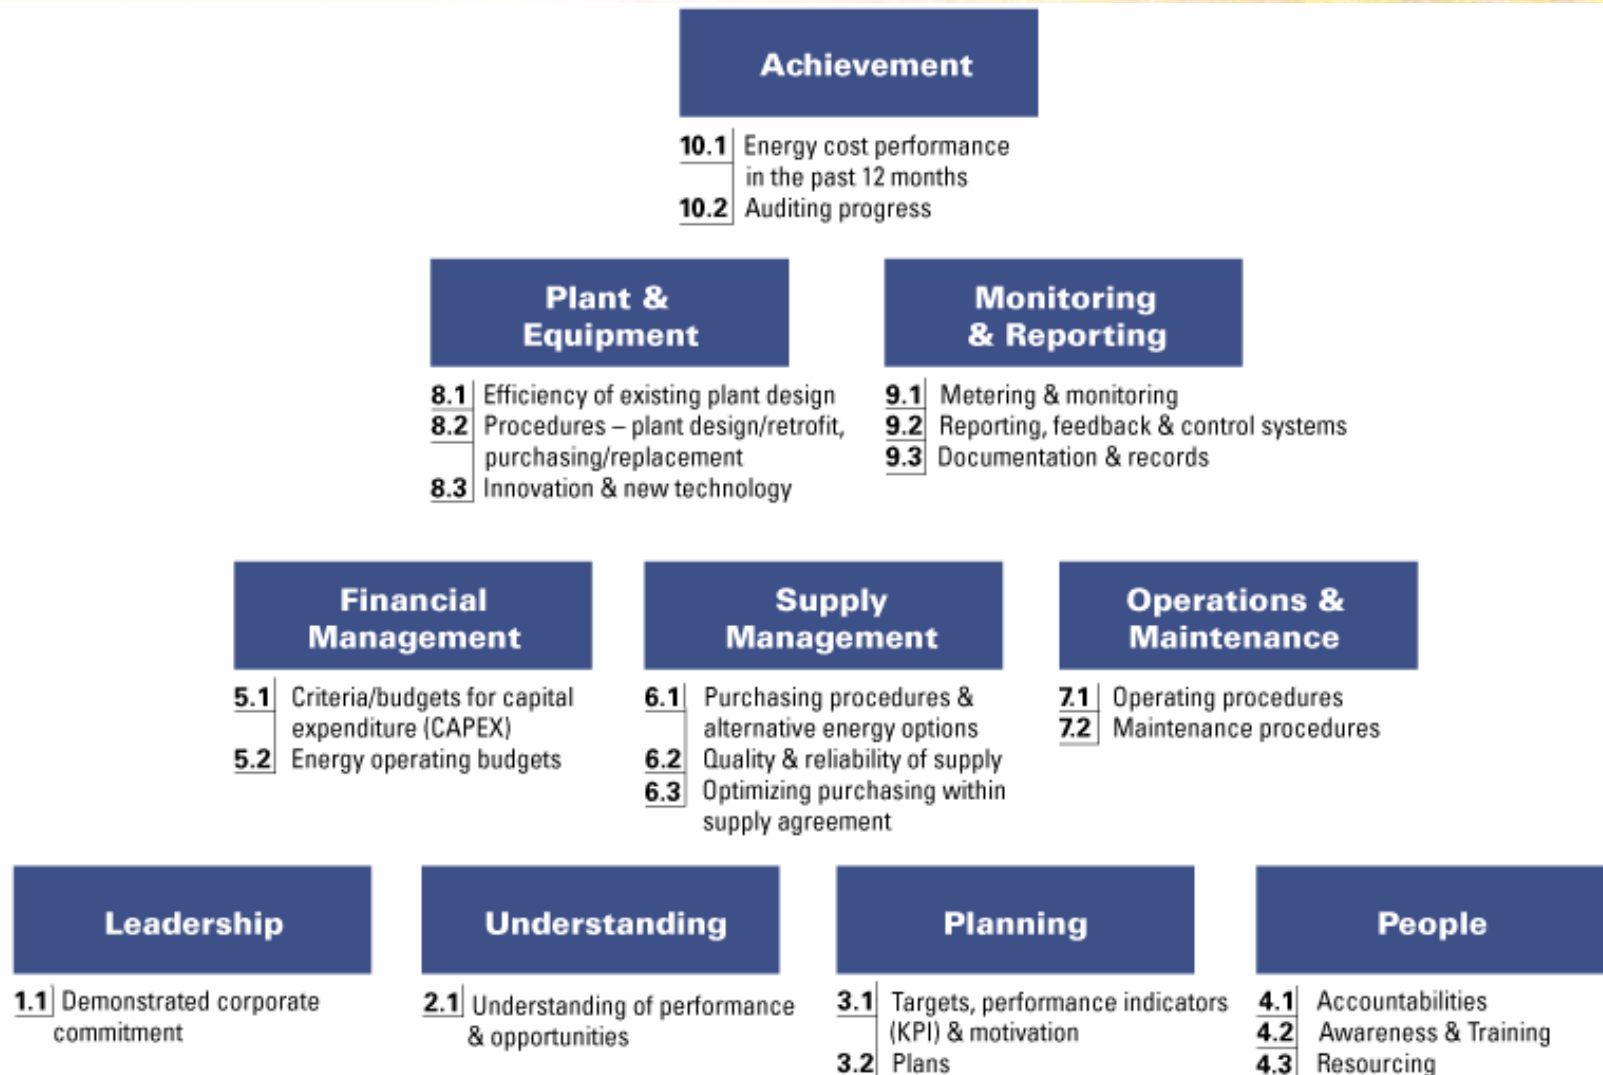 Achievement
10.1 Energy cost performance
in the past 12 months
10.2 Auditing progress
Plant &
Equipment
8.1 Efficiency of existing plant design
8.2 Procedures – plant design/retrofit,
purchasing/replacement
8.3 Innovation & new technology
Monitoring
& Reporting
9.1 Metering & monitoring
9.2 Reporting, feedback & control systems
9.3 Documentation & records
Financial
Management
5.1 Criteria/budgets for capital
expenditure (CAPEX)
5.2 Energy operating budgets
Supply
Management
6.1 Purchasing procedures &
alternative energy options
6.2 Quality & reliability of supply
6.3 Optimizing purchasing within
supply agreement
Operations &
Maintenance
7.1 Operating procedures
7.2 Maintenance procedures
Leadership
1.1 Demonstrated corporate
commitment
Understanding
2.1 Understanding of performance
& opportunities
Planning
3.1 Targets, performance indicators
(KPI) & motivation
3.2 Plans
People
4.1 Accountabilities
4.2 Awareness & Training
4.3 Resourcing